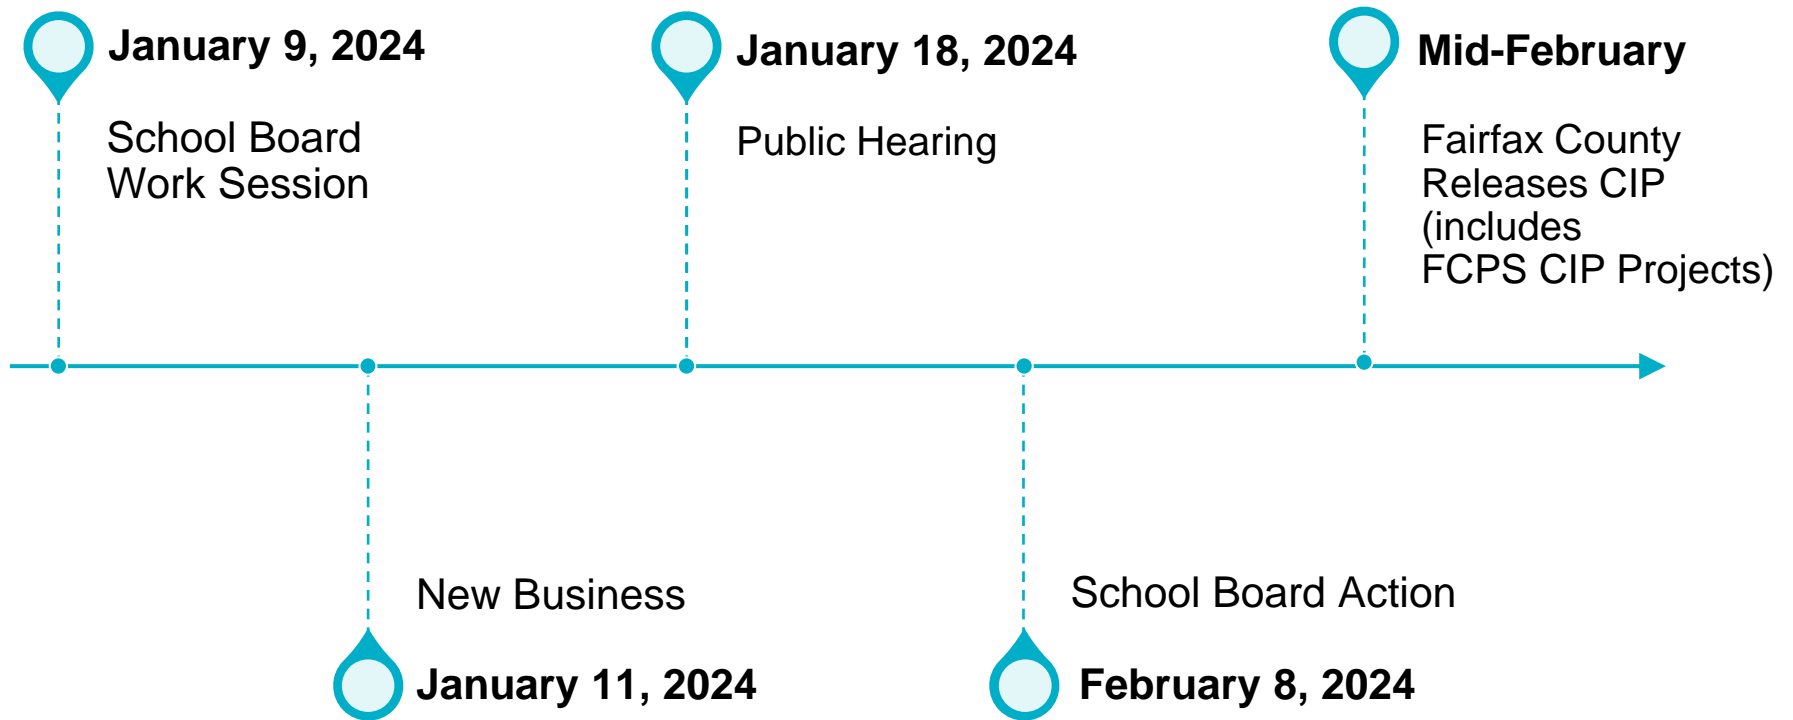 January 9, 2024
School Board
Work Session
January 18, 2024
Public Hearing
Mid-February
Fairfax County
Releases CIP
(includes
FCPS CIP Projects)
New Business
January 11, 2024
School Board Action
February 8, 2024